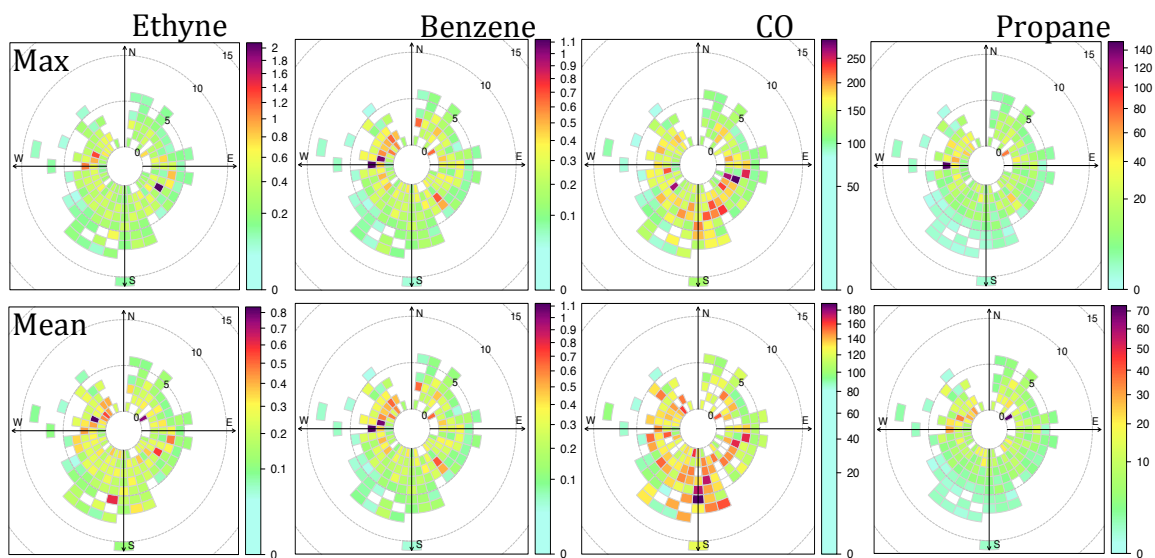 Ethyne Benzene CO Propane
Max
N 15 10 5 0 W E S
2 1.8 1.6 1.4 1.2 1 0.8 0.6 0.4 0.2 0
N 15 10 5 0 W E S
1.1 1 0.9 0.8 0.7 0.6 0.5 0.4 0.3 0.2 0.1 0
N 15 10 5 0 W E S
250 200 150 100 50 0
N 15 10 5 0 W E S
140 120 100 80 60 40 20 0
Mean
N 15 10 5 0 W E S
0.8 0.7 0.6 0.5 0.4 0.3 0.2 0.1 0
N 15 10 5 0 W E S
1.1 1 0.9 0.8 0.7 0.6 0.5 0.4 0.3 0.2 0.1 0
N 15 10 5 0 W E S
180 160 140 120 100 80 60 40 20 0
N 15 10 5 0 W E S
70 60 50 40 30 20 10 0